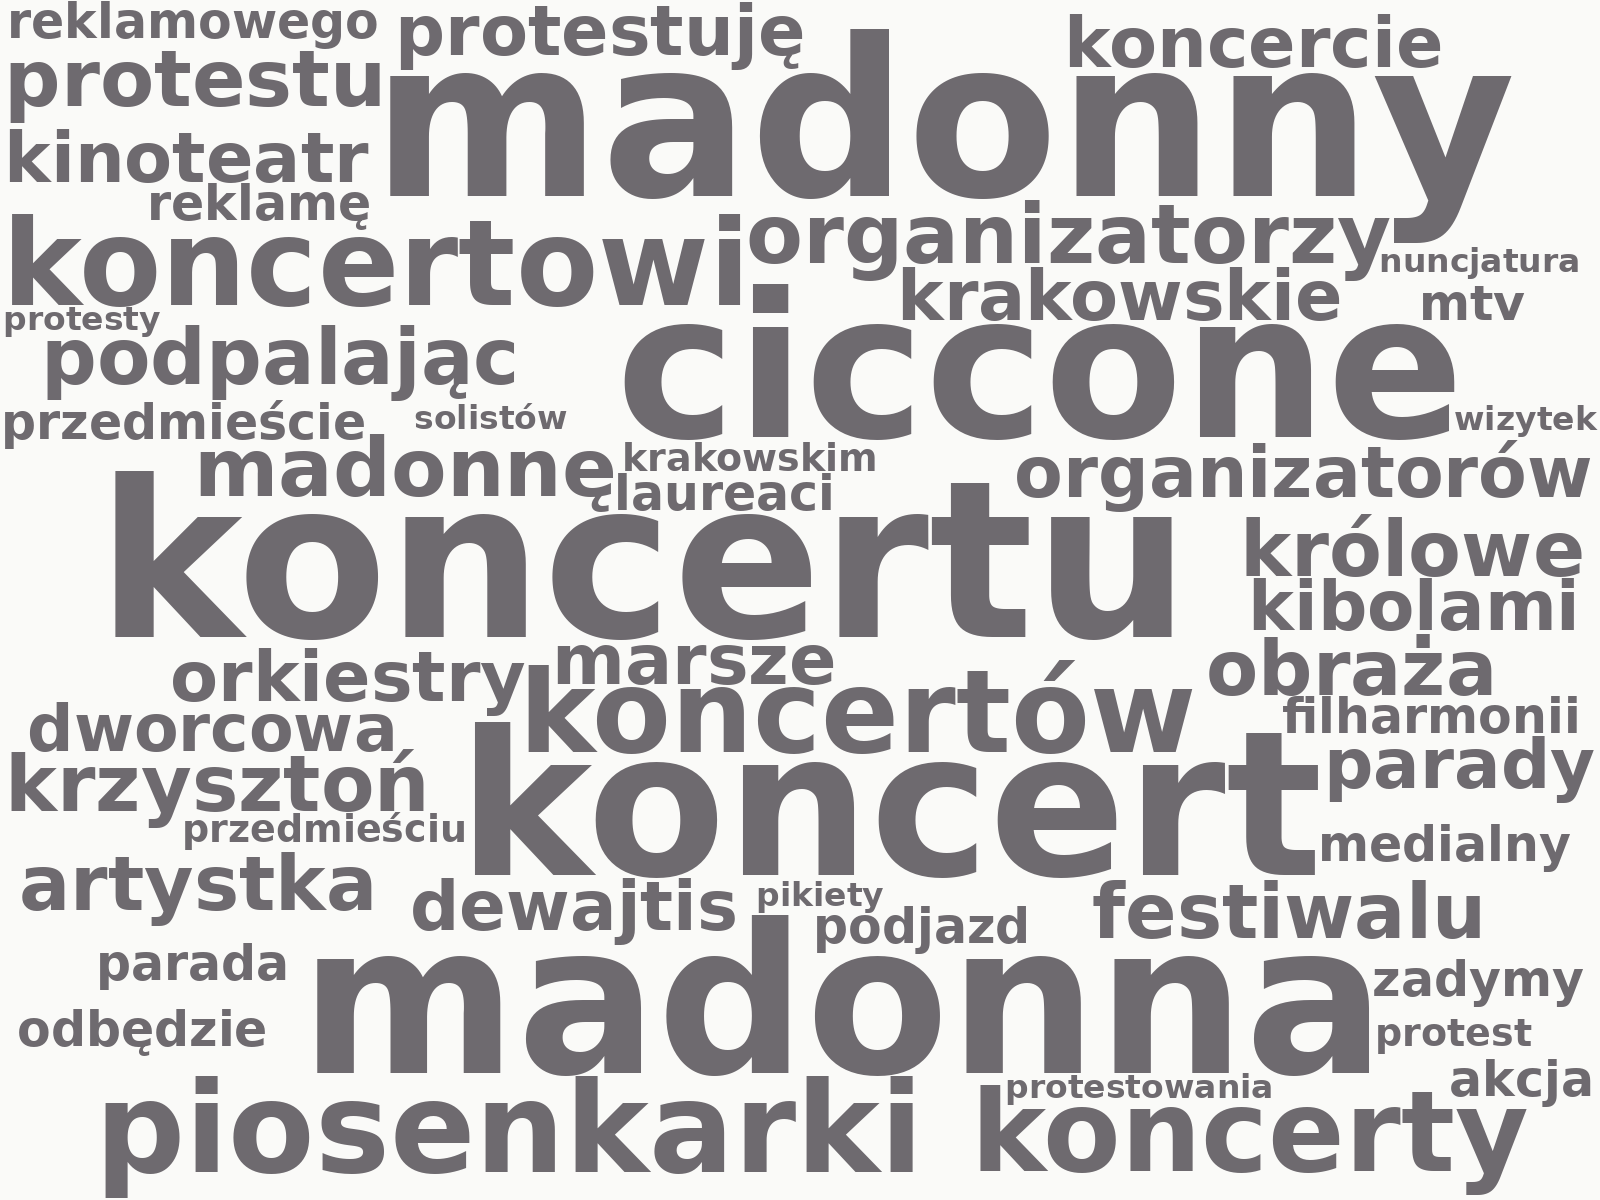 reklamowego
protestuję
koncercie
protestu
madonny
kinoteatr
reklamę
koncertowi
organizatorzy
nuncjatura
krakowskie
mtv
protesty
podpalając
ciccone
przedmieście
solistów
wizytek
madonnę
krakowskim
organizatorów
laureaci
koncertu
królowe
kibolami
orkiestry
marsze
obraża
koncertów
filharmonii
dworcowa
parady
krzysztoń
koncert
przedmieściu
medialny
artystka
dewajtis
pikiety
festiwalu
podjazd
parada
madonna
zadymy
odbędzie
protest
akcja
piosenkarki
protestowania
koncerty